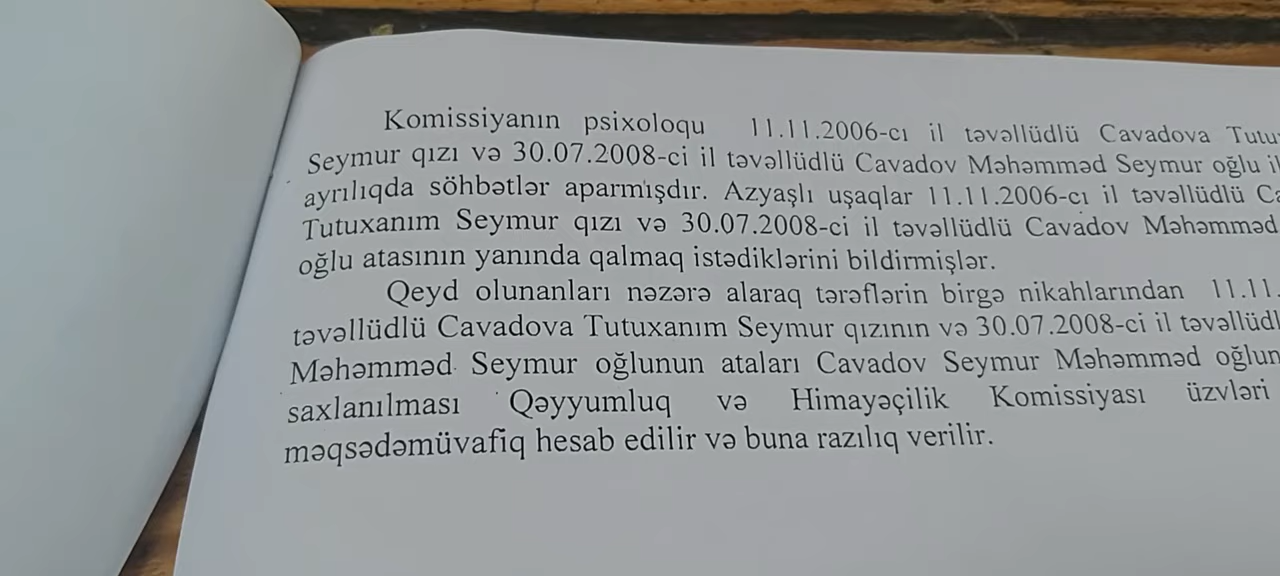 Komissiyanın psixoloqu 11.11.2006-cı il təvəllüdlü Cavadova
Seymur qızı və 30.07.2008-ci il təvəllüdlü Cavadov Məhəmməd Seymur oğlu
ayrılıqda söhbətlər aparmışdır. Azyaşlı uşaqlar 11.11.2006-cı il təvəllüdlü
Tutuxanım Seymur qızı və 30.07.2008-ci il təvəllüdlü Cavadov Məhəmməd
oğlu atasının yanında qalmaq istədiklərini bildirmişlər.
Qeyd olunanları nəzərə alaraq tərəflərin birgə nikahlarından 11.11.
təvəllüdlü Cavadova Tutuxanım Seymur qızının və 30.07.2008-ci il
Məhəmməd Seymur oğlunun ataları Cavadov Seymur Məhəmməd
saxlanılması Qəyyumluq və Himayəçilik Komissiyası üzvləri
məqsədəmüvafiq hesab edilir və buna razılıq verilir.